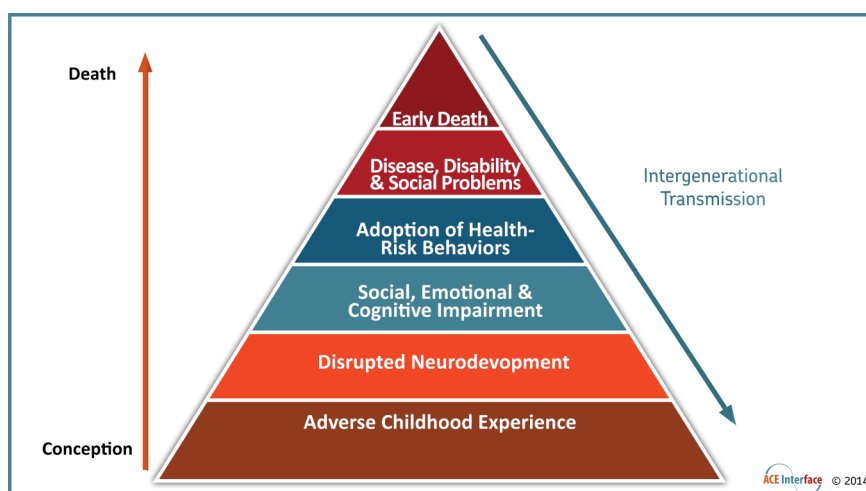 Death
Early Death
Disease, Disability
& Social Problems
Intergenerational
Transmission
Adoption of Health-
Risk Behaviors
Social, Emotional &
Cognitive Impairment
Disrupted Neurodevopment
Adverse Childhood Experience
Conception
ACE Interface © 2014